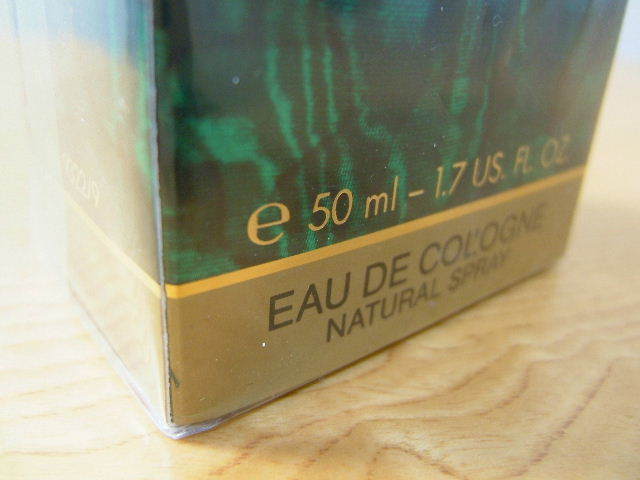 e 50 ml – 1.7 US. FL. OZ.
EAU DE COLOGNE
NATURAL SPRAY